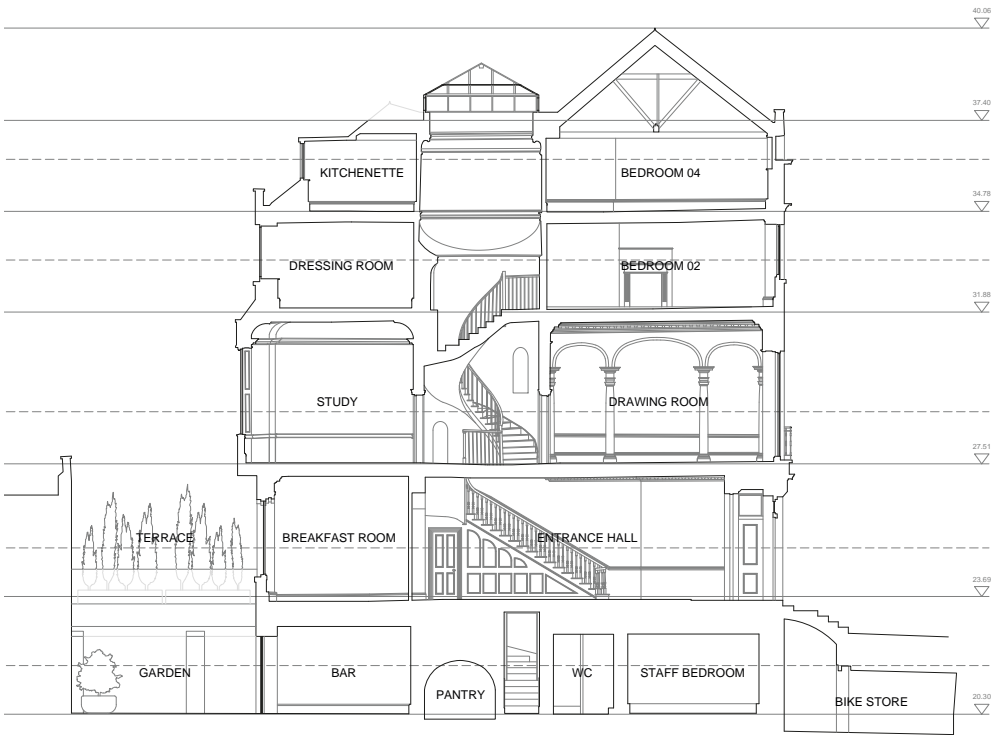 40.06
37.40
KITCHENETTE
BEDROOM 04
34.78
DRESSING ROOM
BEDROOM 02
31.88
STUDY
DRAWING ROOM
27.51
TERRACE
BREAKFAST ROOM
ENTRANCE HALL
23.69
GARDEN
BAR
PANTRY
WC
STAFF BEDROOM
BIKE STORE
20.30